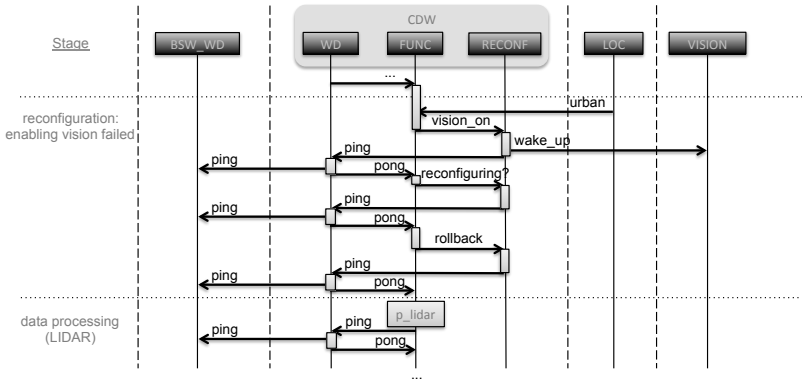 CDW
Stage
BSW_WD
WD
FUNC
RECONF
LOC
VISION
...
urban
reconfiguration:
enabling vision failed
vision_on
ping
wake_up
ping
pong
reconfiguring?
ping
ping
pong
rollback
ping
ping
pong
data processing
(LIDAR)
p_lidar
ping
ping
pong
...